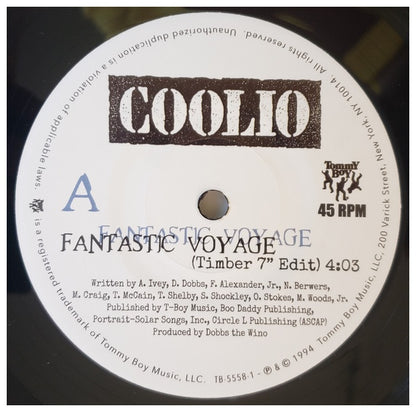 COOLIO
A
Tommy Boy
45 RPM
FANTASTIC VOYAGE
FANTASTIC VOYAGE
(Timber 7" Edit) 4:03
Written by A. Ivey, D. Dobbs, F. Alexander, Jr., N. Berwers,
M. Craig, T. McCain, T. Shelby, S. Shockley, O. Stokes, M. Woods, Jr.
Published by T-Boy Music, Boo Daddy Publishing,
Portrait-Solar Songs, Inc., Circle L Publishing (ASCAP)
Produced by Dobbs the Wino
is a registered trademark of Tommy Boy Music, LLC. TB-5558-1 - ℗ & © 1994 Tommy Boy Music, LLC, 200 Varick Street, New York, NY 10014. All rights reserved. Unauthorized duplication is a violation of applicable laws.